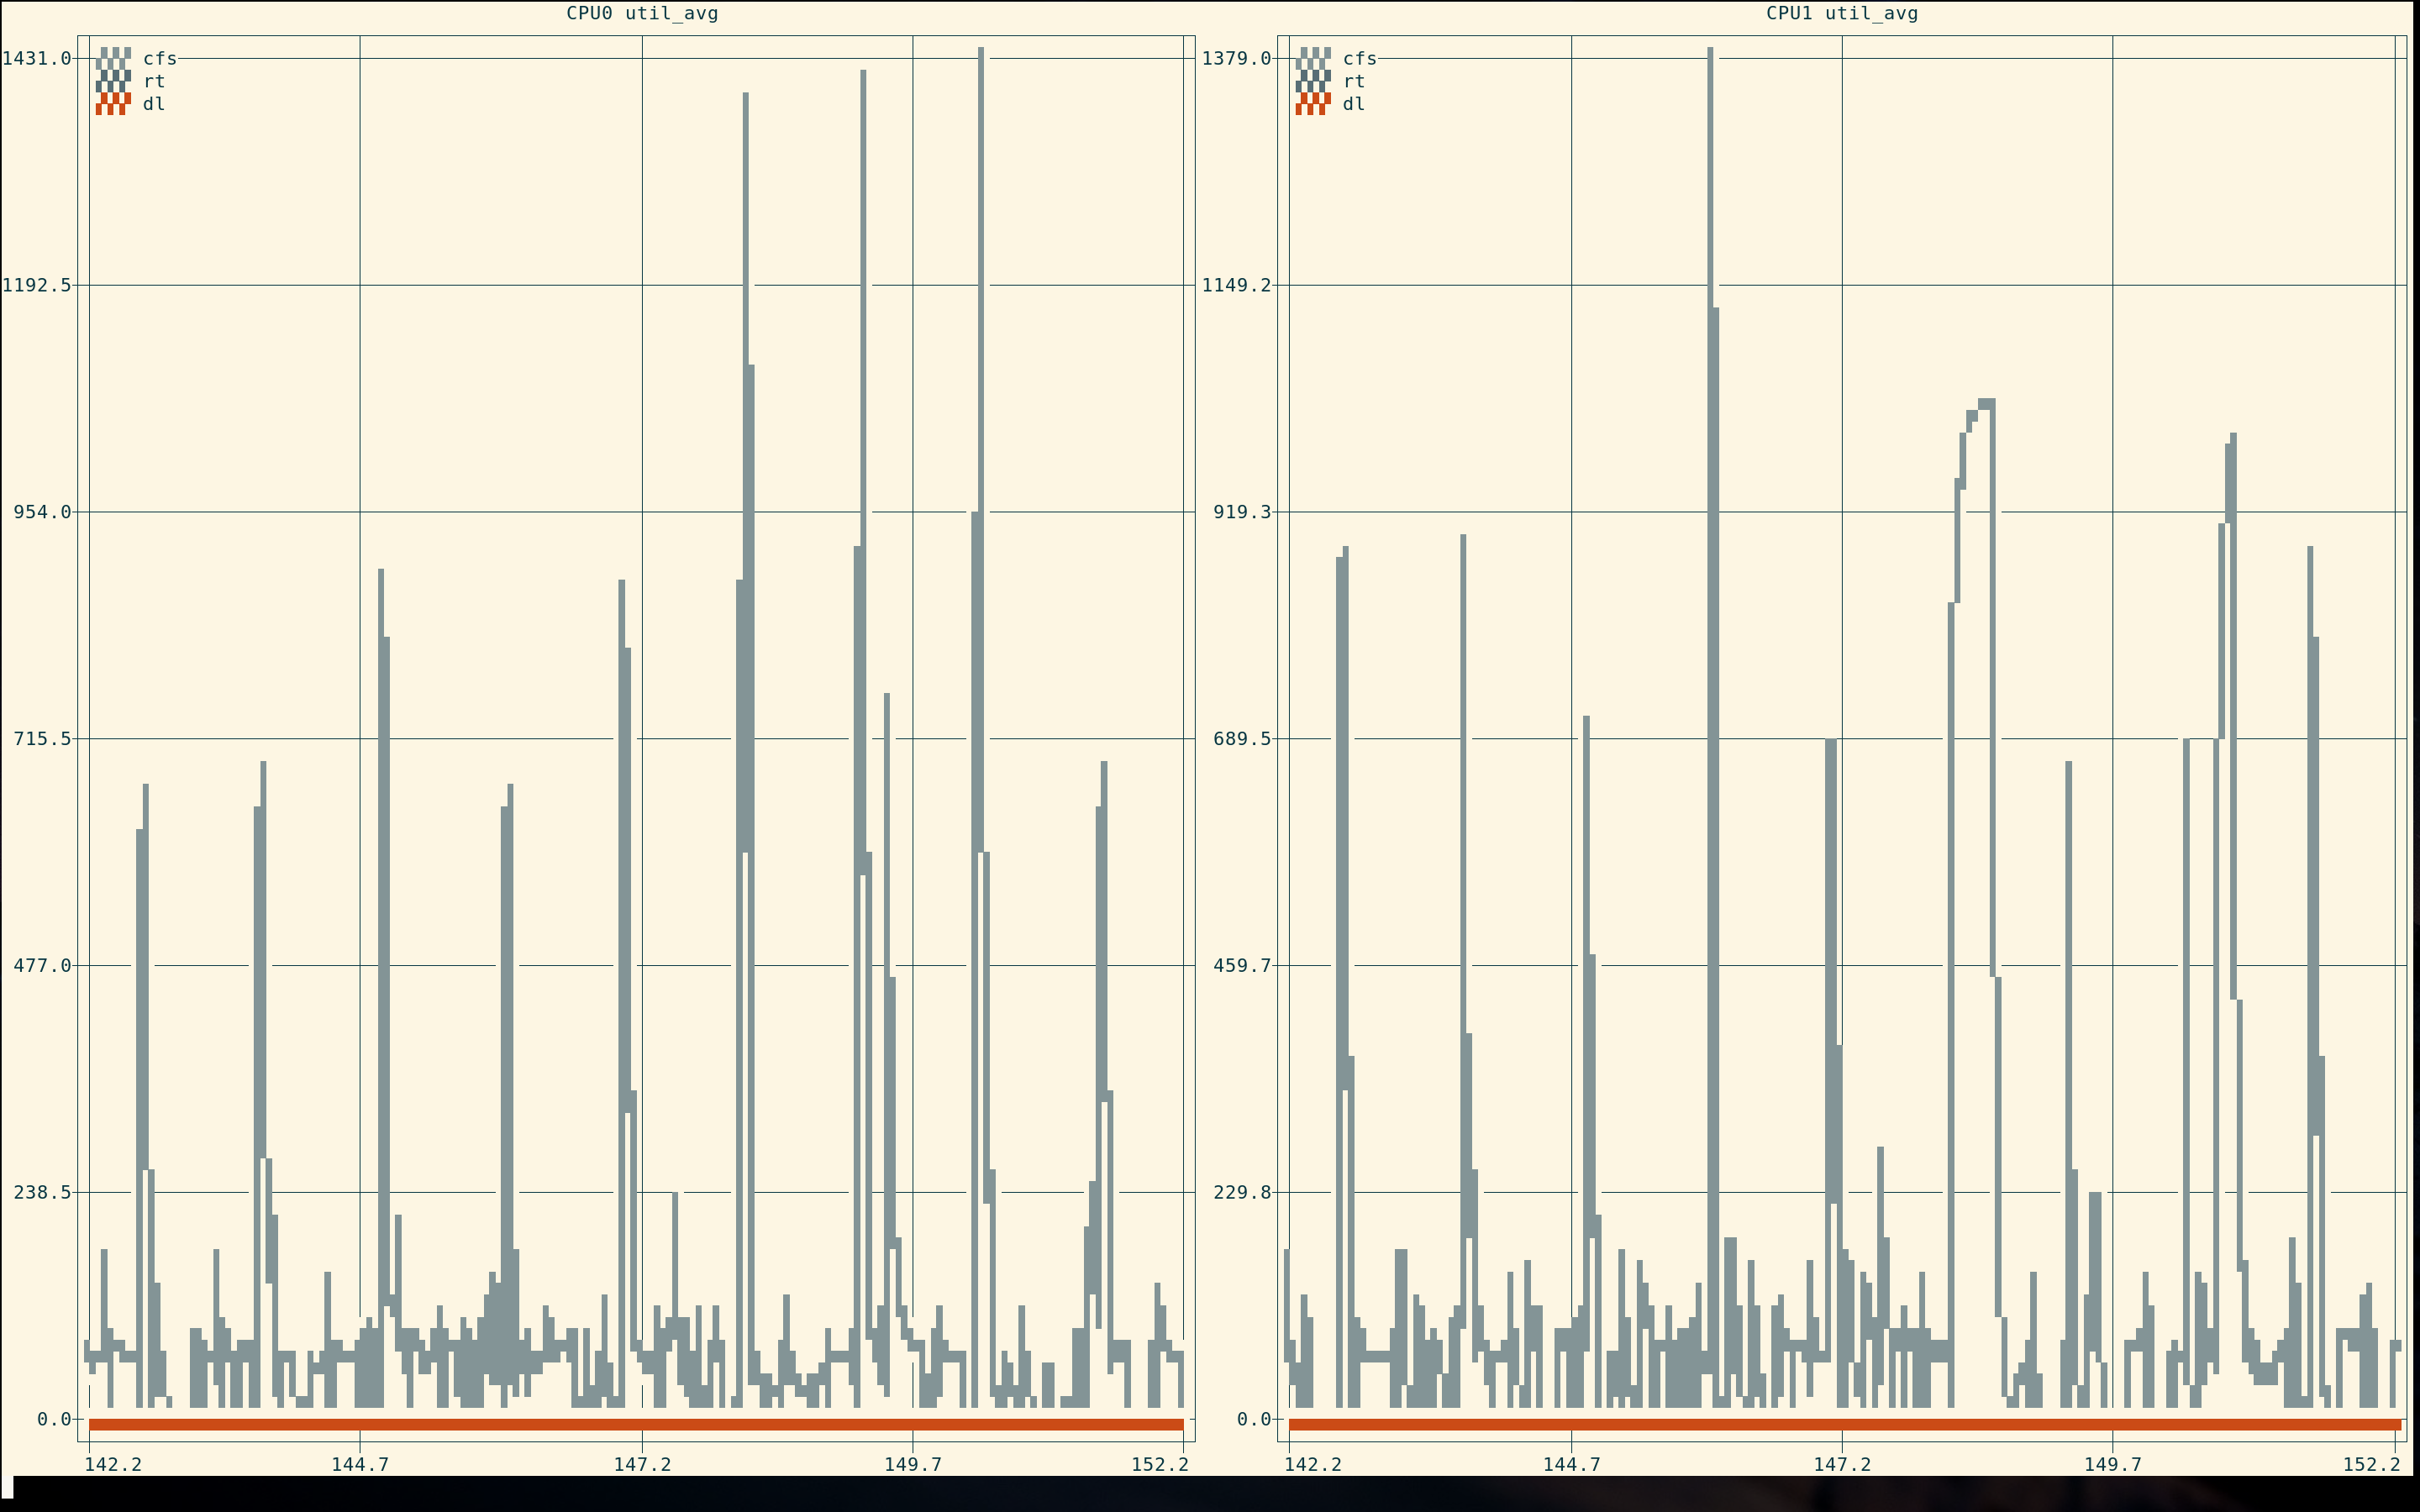 CPU0 util_avg
1431.0
cfs
rt
dl
1192.5
954.0
715.5
477.0
238.5
0.0
142.2 144.7 147.2 149.7 152.2
CPU1 util_avg
1379.0
cfs
rt
dl
1149.2
919.3
689.5
459.7
229.8
0.0
142.2 144.7 147.2 149.7 152.2